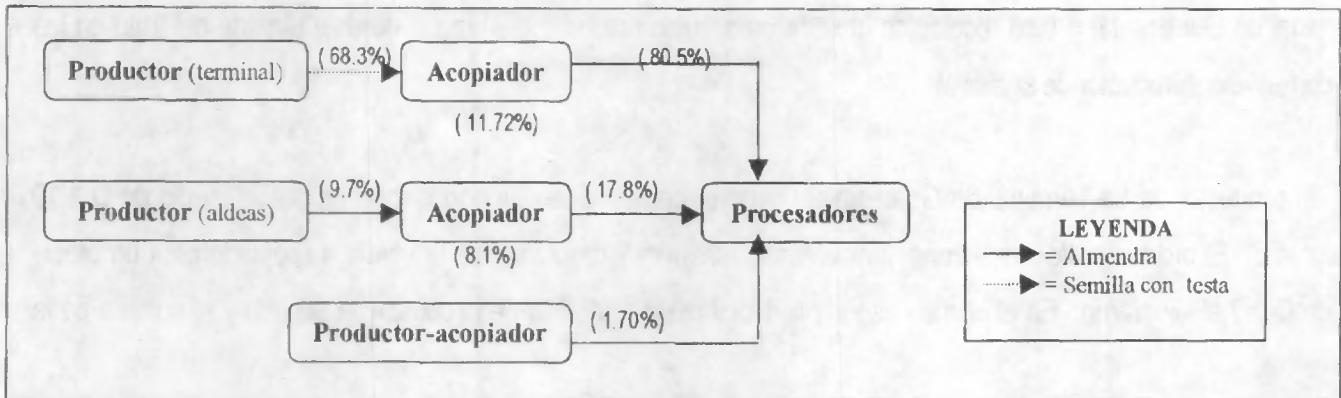 Productor (terminal)
(68.3%)
Acopiador
(80.5%)
(11.72%)
Productor (aldeas)
(9.7%)
Acopiador
(17.8%)
Procesadores
(8.1%)
Productor-acopiador
(1.70%)
LEYENDA
= Almendra
= Semilla con testa